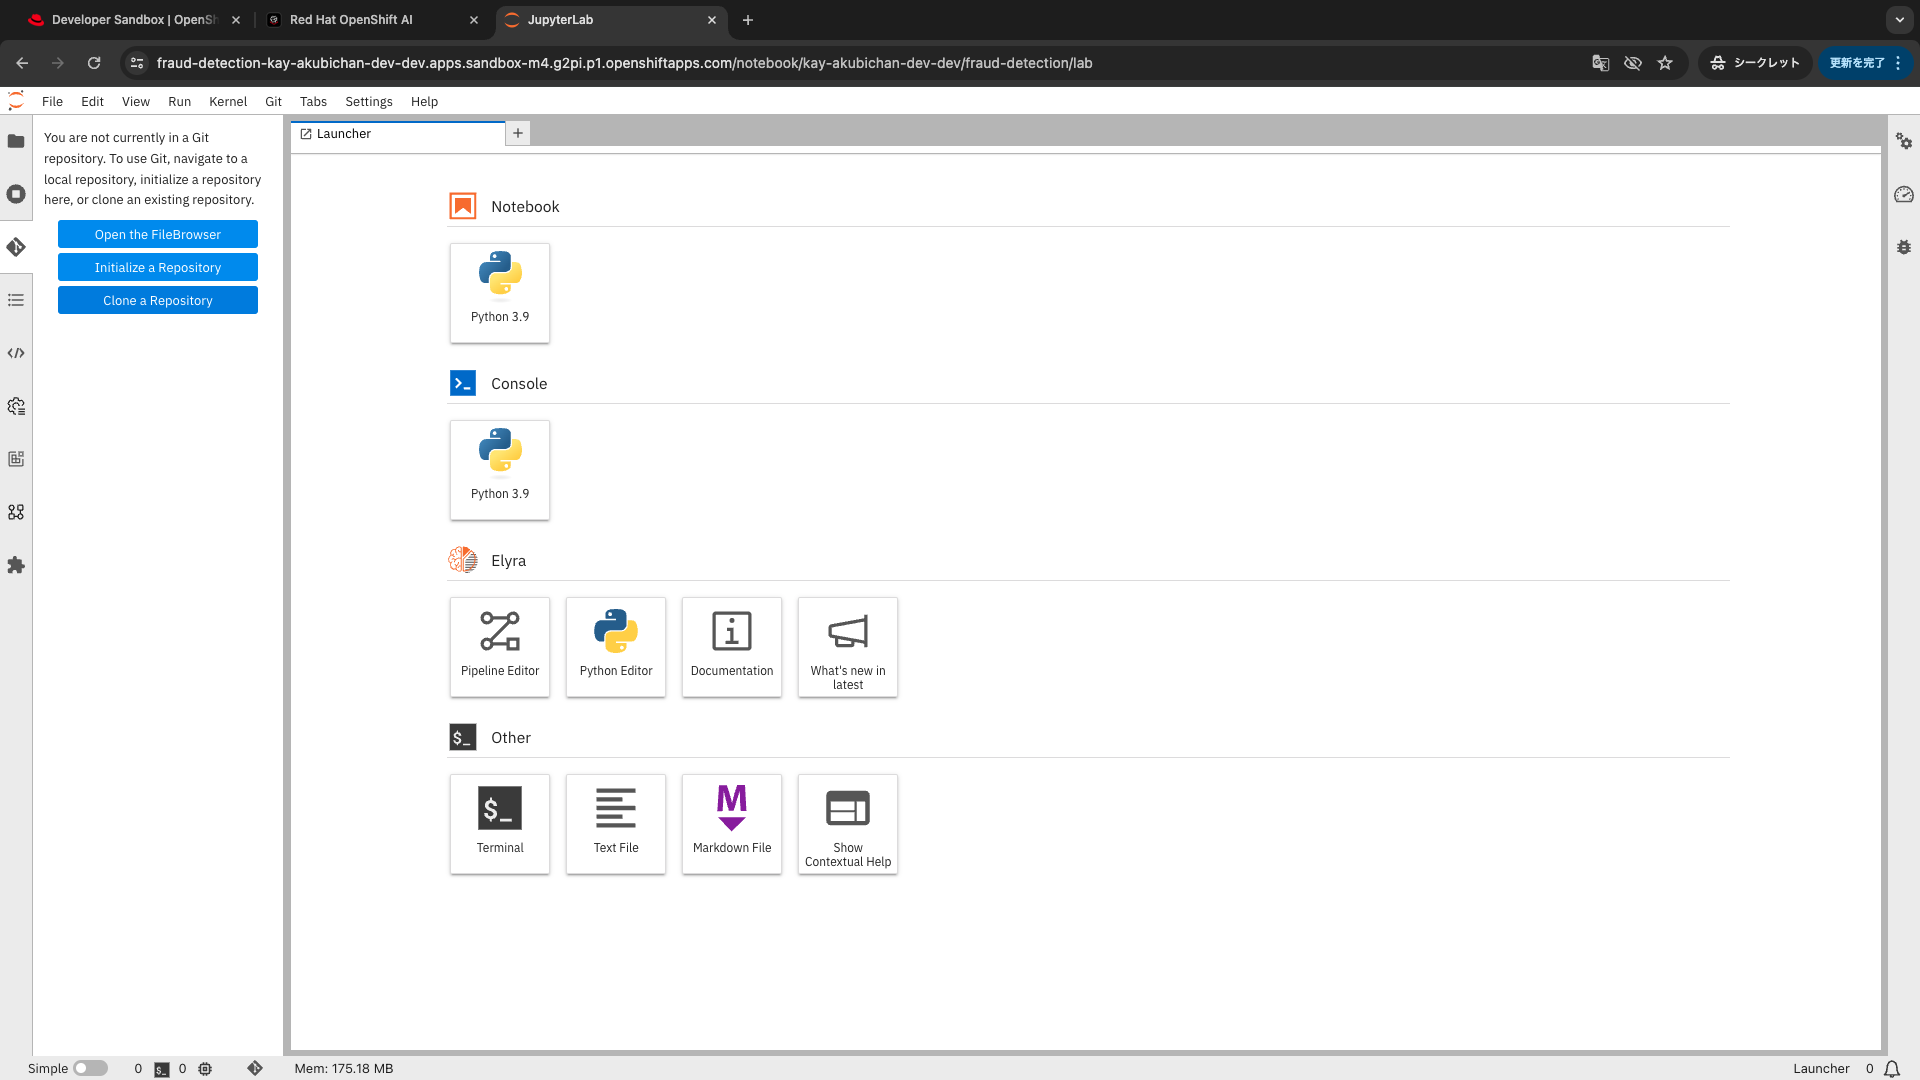 Developer Sandbox | OpenSh
Red Hat OpenShift AI
JupyterLab
fraud-detection-kay-akubichan-dev-dev.apps.sandbox-m4.g2pi.p1.openshiftapps.com/notebook/kay-akubichan-dev-dev/fraud-detection/lab
シークレット
更新を完了
File Edit View Run Kernel Git Tabs Settings Help
You are not currently in a Git
repository. To use Git, navigate to a
local repository, initialize a repository
here, or clone an existing repository.
Open the FileBrowser
Initialize a Repository
Clone a Repository
Launcher
Notebook
Python 3.9
Console
Python 3.9
Elyra
Pipeline Editor
Python Editor
Documentation
What's new in
latest
$_ Other
$_
Terminal
Text File
Markdown File
Show
Contextual Help
Simple
0
$_
0
Mem: 175.18 MB
Launcher
0